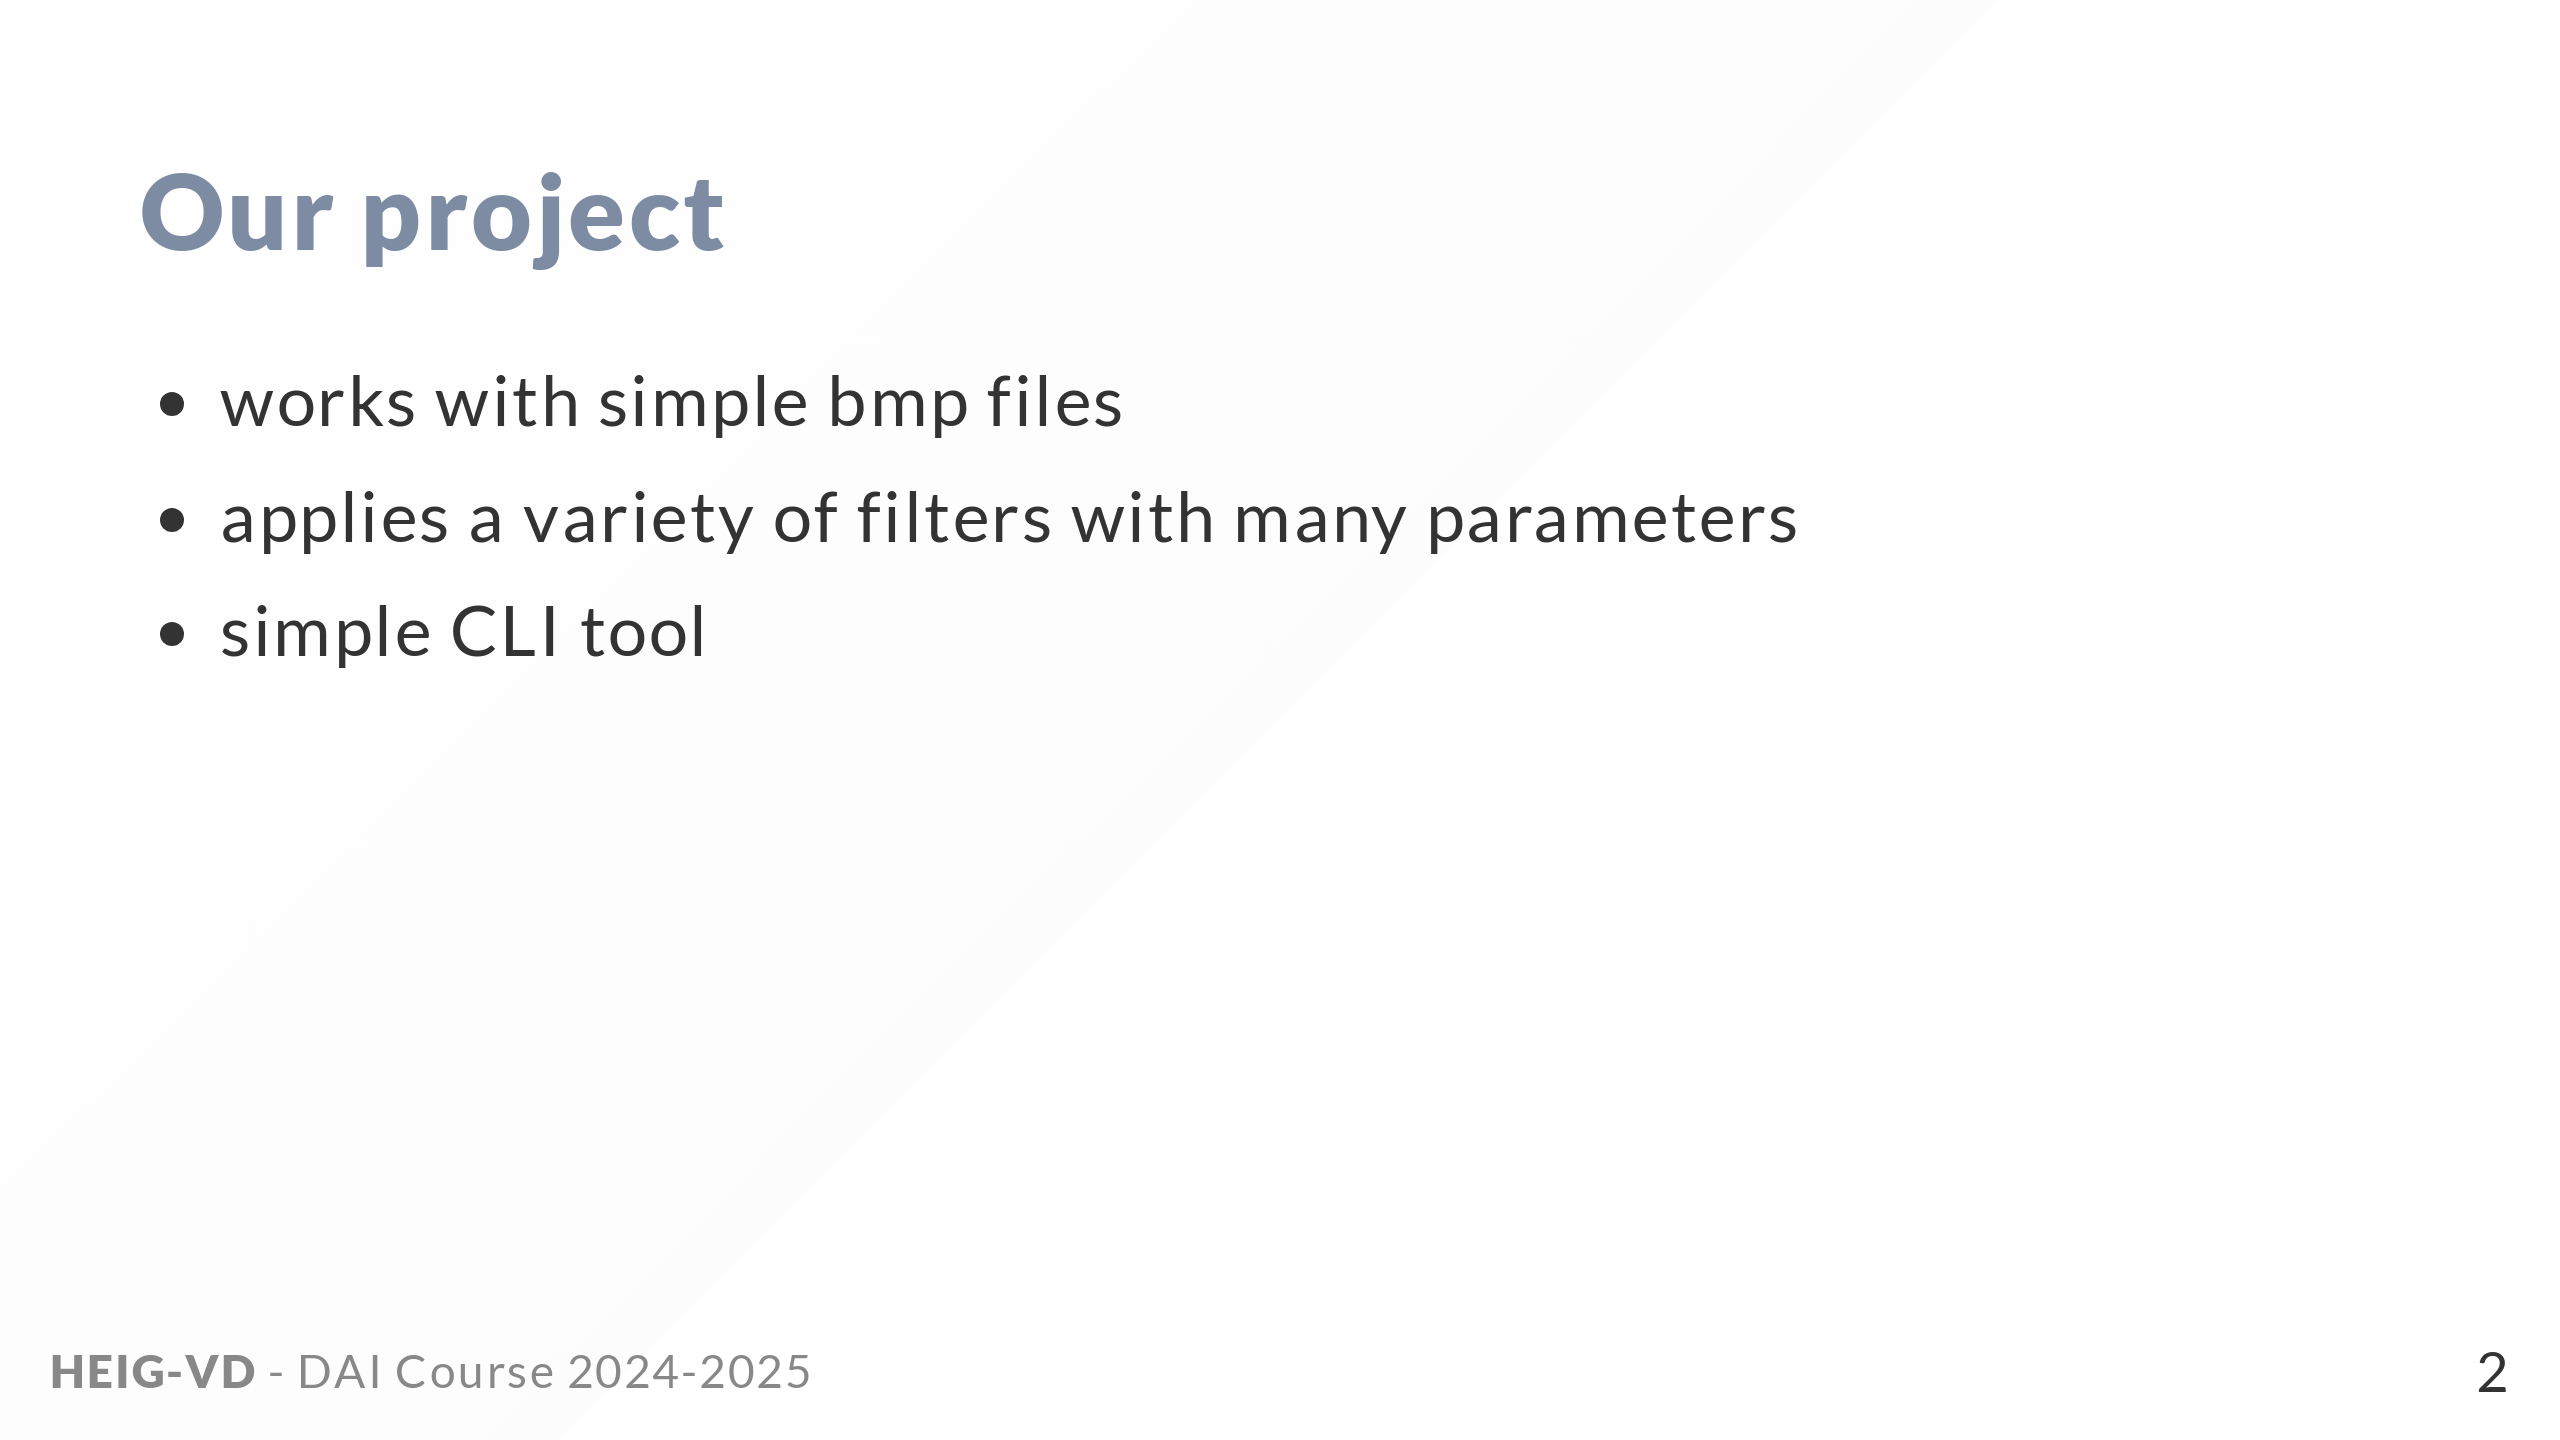 Our project
• works with simple bmp files
• applies a variety of filters with many parameters
• simple CLI tool
HEIG-VD - DAI Course 2024-2025
2